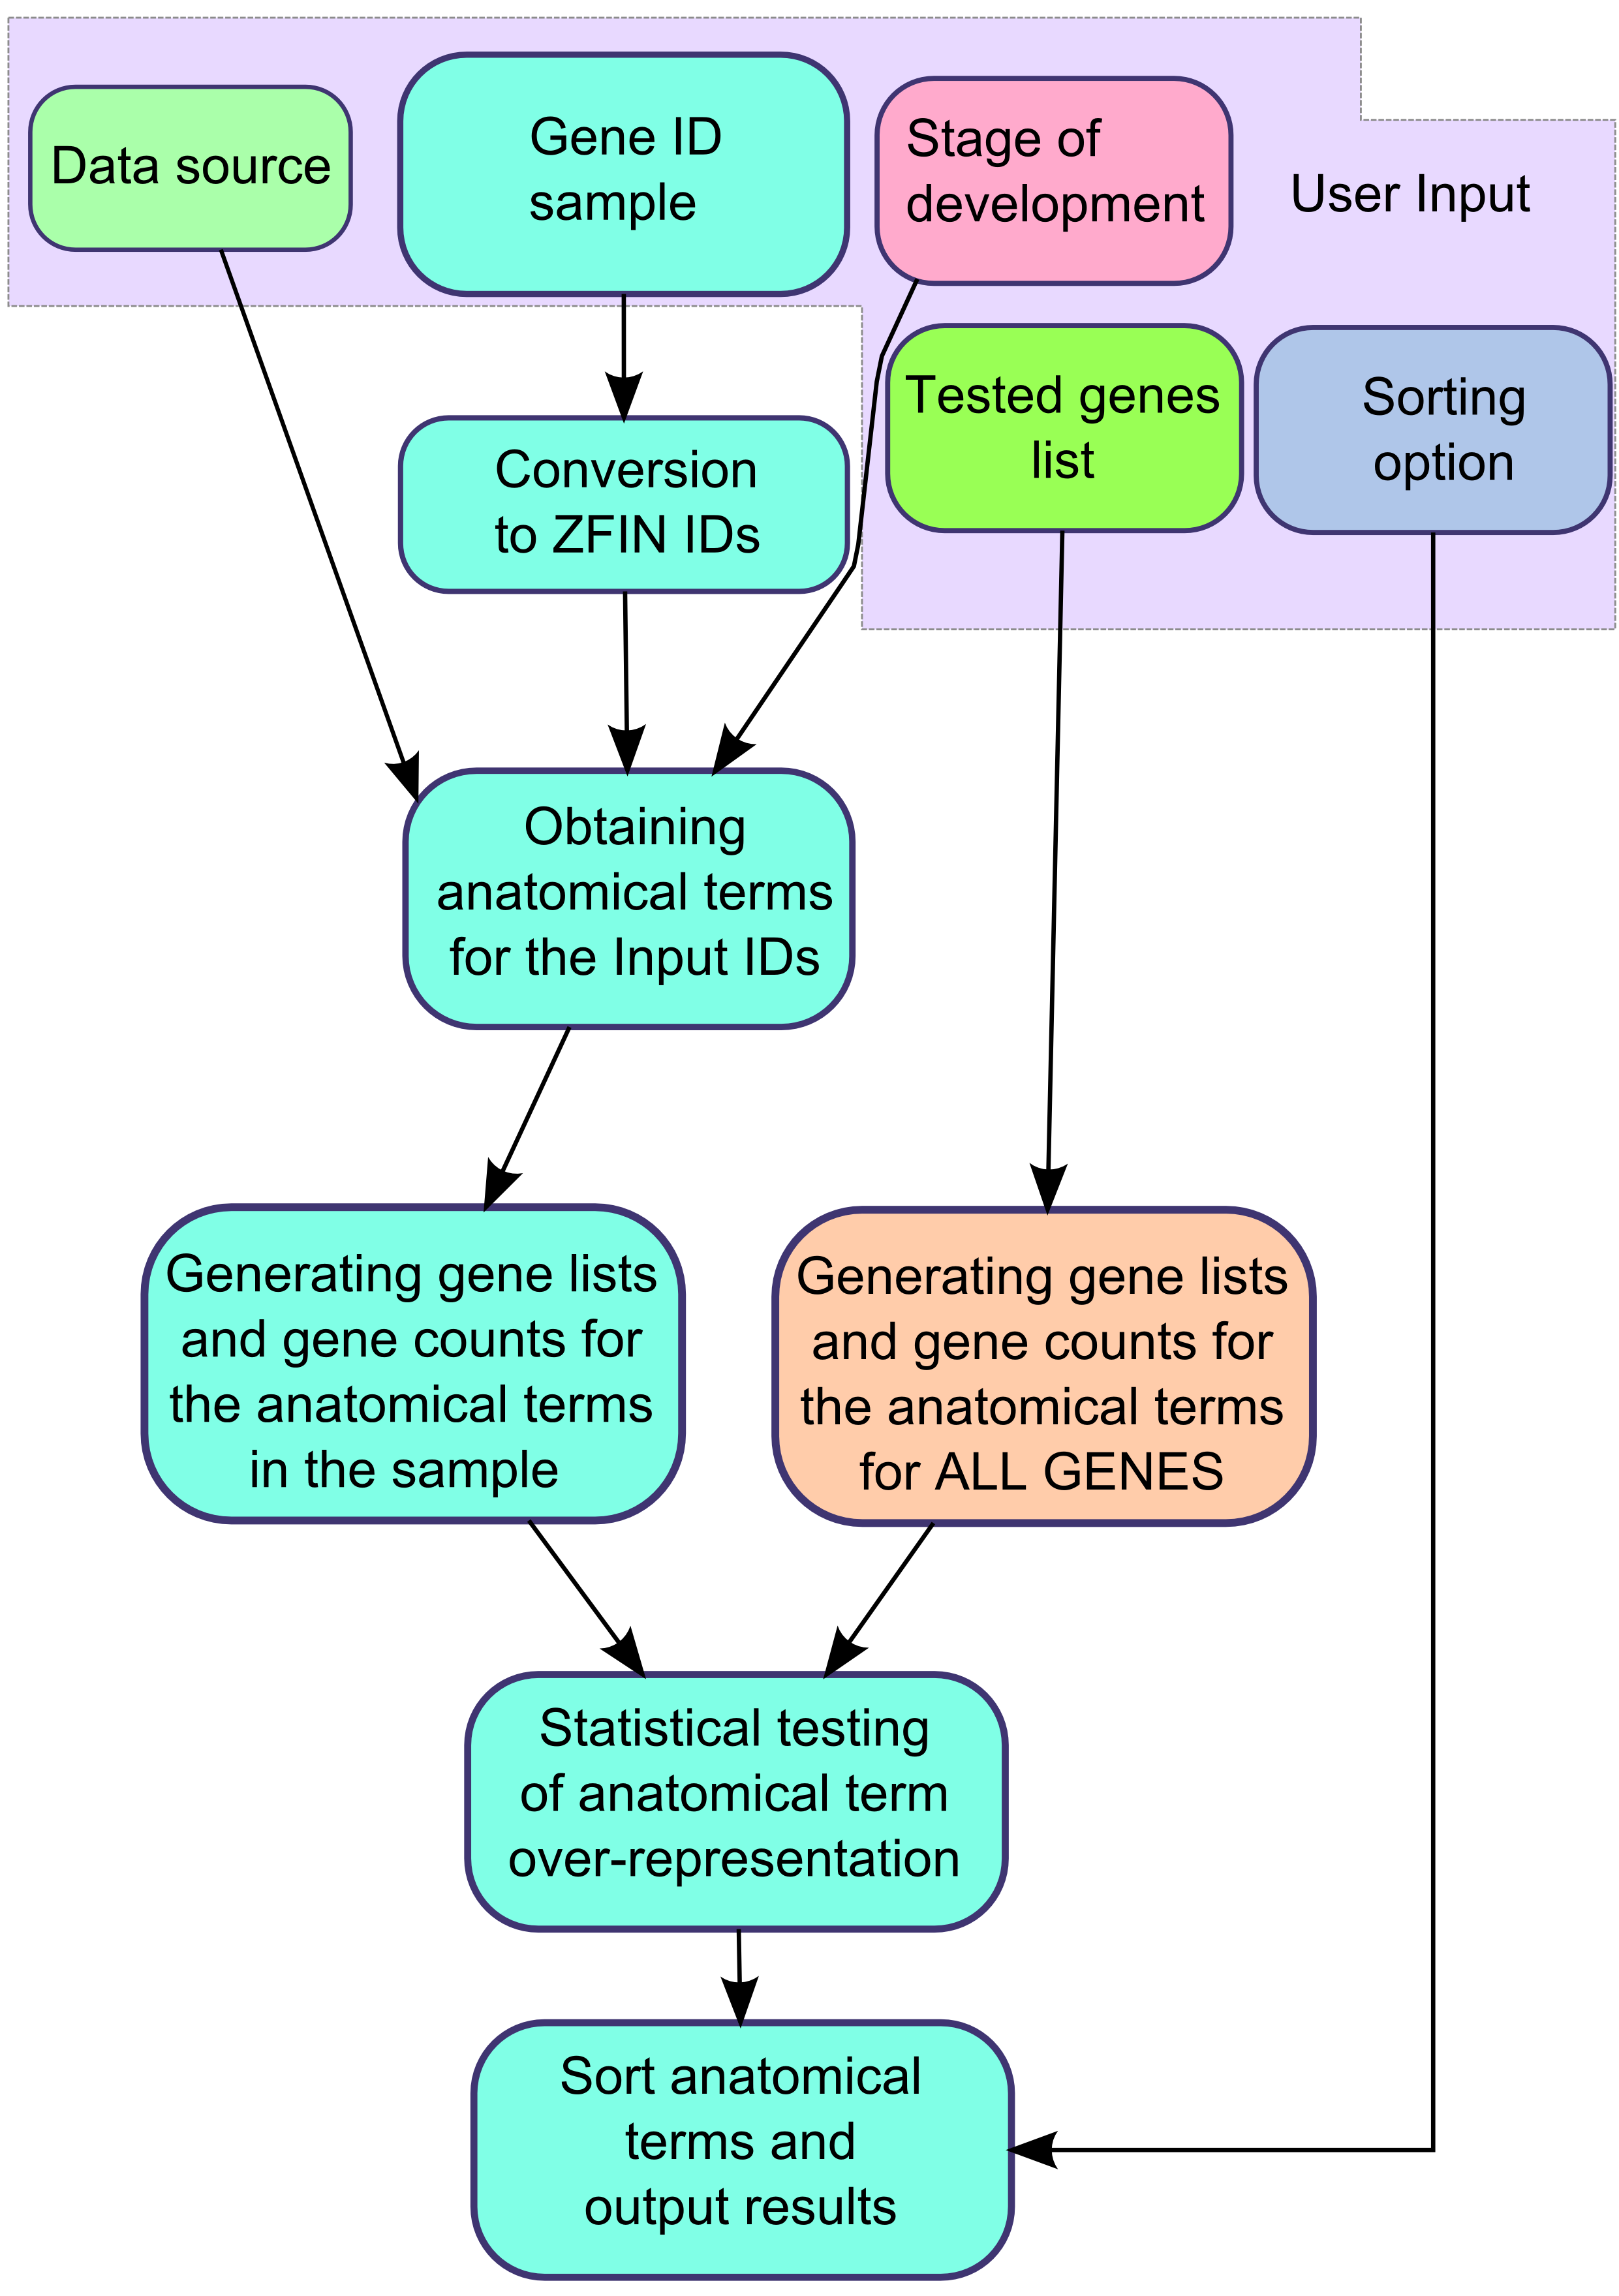 Data source
Gene ID
sample
Stage of
development
User Input
Tested genes
list
Sorting
option
Conversion
to ZFIN IDs
Obtaining
anatomical terms
for the Input IDs
Generating gene lists
and gene counts for
the anatomical terms
in the sample
Generating gene lists
and gene counts for
the anatomical terms
for ALL GENES
Statistical testing
of anatomical term
over-representation
Sort anatomical
terms and
output results